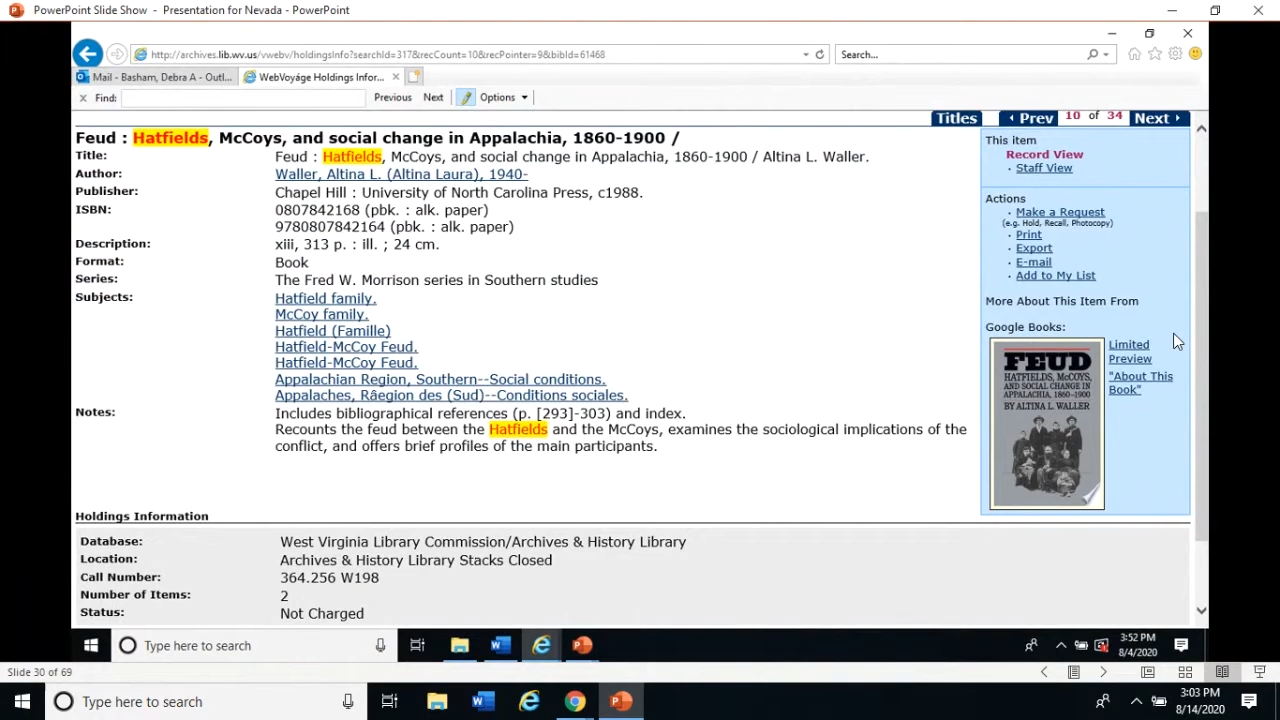 PowerPoint Slide Show - Presentation for Nevada - PowerPoint
http://archives.lib.wv.us/vwebv/holdingsInfo?searchId=317&recCount=10&recPointer=9&bibId=61468
Search...
Mail - Basham, Debra A - Outl...
WebVoyáge Holdings Infor...
x Find:
Previous
Next
Options
Titles
Prev
10 of 34
Next
Feud : Hatfields, McCoys, and social change in Appalachia, 1860-1900 /
Title: Feud : Hatfields, McCoys, and social change in Appalachia, 1860-1900 / Altina L. Waller.
Author: Waller, Altina L. (Altina Laura), 1940-
Publisher: Chapel Hill : University of North Carolina Press, c1988.
ISBN: 0807842168 (pbk. : alk. paper)
9780807842164 (pbk. : alk. paper)
Description: xiii, 313 p. : ill. ; 24 cm.
Format: Book
Series: The Fred W. Morrison series in Southern studies
Subjects: Hatfield family.
McCoy family.
Hatfield (Famille)
Hatfield-McCoy Feud.
Hatfield-McCoy Feud.
Appalachian Region, Southern--Social conditions.
Appalaches, Râegion des (Sud)--Conditions sociales.
Notes: Includes bibliographical references (p. [293]-303) and index.
Recounts the feud between the Hatfields and the McCoys, examines the sociological implications of the
conflict, and offers brief profiles of the main participants.
This item
Record View
Staff View
Actions
Make a Request
(e.g. Hold, Recall, Photocopy)
Print
Export
E-mail
Add to My List
More About This Item From
Google Books:
FEUD
HATFIELDS, McCOYS,
AND SOCIAL CHANGE IN
APPALACHIA, 1860-1900
BY ALTINA L. WALLER
Limited
Preview
"About This
Book"
Holdings Information
Database: West Virginia Library Commission/Archives & History Library
Location: Archives & History Library Stacks Closed
Call Number: 364.256 W198
Number of Items: 2
Status: Not Charged
Type here to search
3:52 PM
8/4/2020
Slide 30 of 69
Type here to search
3:03 PM
8/14/2020